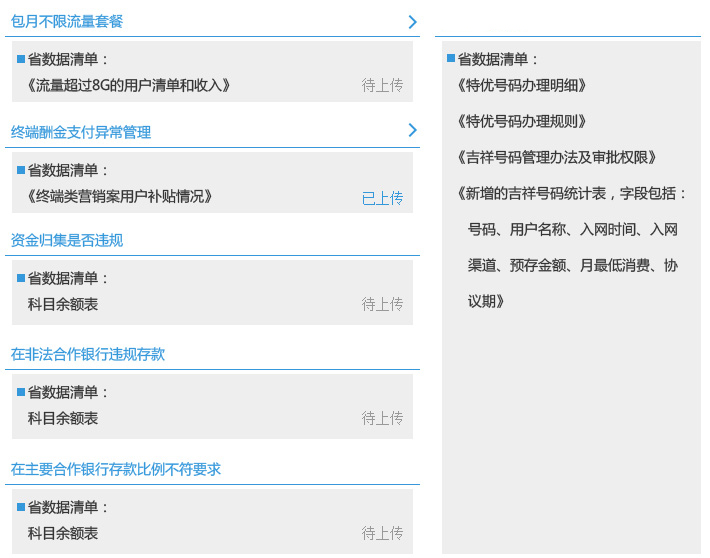 包月不限流量套餐
省数据清单：
《流量超过8G的用户清单和收入》 待上传
终端酬金支付异常管理
省数据清单：
《终端类营销案用户补贴情况》 已上传
资金归集是否违规
省数据清单：
科目余额表 待上传
在非法合作银行违规存款
省数据清单：
科目余额表 待上传
在主要合作银行存款比例不符要求
省数据清单：
科目余额表 待上传
省数据清单：
《特优号码办理明细》
《特优号码办理规则》
《吉祥号码管理办法及审批权限》
《新增的吉祥号码统计表，字段包括：
号码、用户名称、入网时间、入网
渠道、预存金额、月最低消费、协
议期》